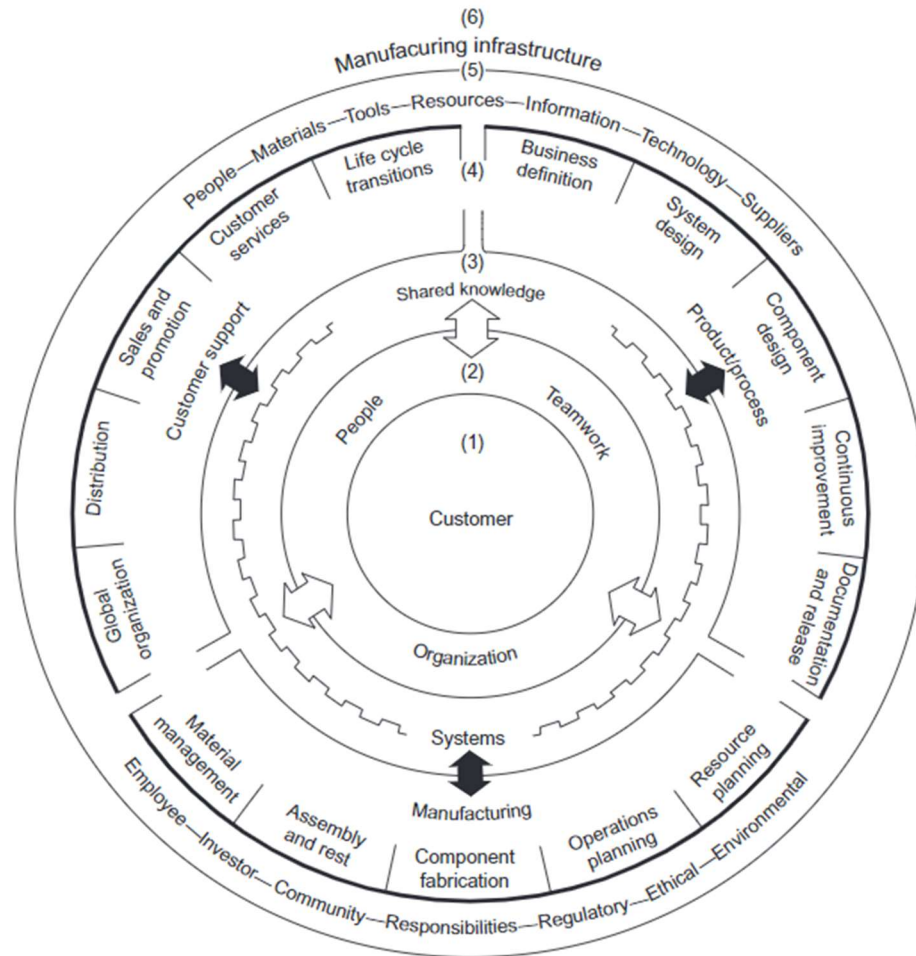 (6)
Manufacuring infrastructure
(5)
People—Materials—Tools—Resources—Information—Technology—Suppliers
Life cycle
transitions
(4)
Business
definition
Customer
services
System
design
Sales and
promotion
Component
design
Distribution
Continuous
improvement
Global
organization
Documentation
and release
Customer support
Product/process
(3)
Shared knowledge
(2)
People
Teamwork
(1)
Customer
Organization
Systems
Manufacturing
Material
management
Assembly
and rest
Component
fabrication
Operations
planning
Resource
planning
Employee—Investor—Community—Responsibilities—Regulatory—Ethical—Environmental